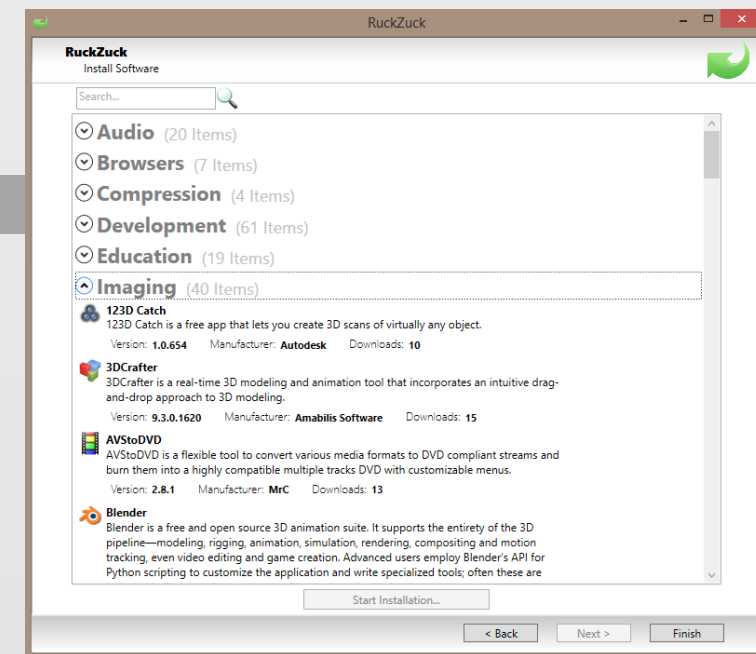 RuckZuck
RuckZuck
Install Software
Search...
Audio (20 Items)
Browsers (7 Items)
Compression (4 Items)
Development (61 Items)
Education (19 Items)
Imaging (40 Items)
123D Catch
123D Catch is a free app that lets you create 3D scans of virtually any object.
Version: 1.0.654 Manufacturer: Autodesk Downloads: 10
3DCrafter
3DCrafter is a real-time 3D modeling and animation tool that incorporates an intuitive drag-
and-drop approach to 3D modeling.
Version: 9.3.0.1620 Manufacturer: Amabilis Software Downloads: 15
AVStoDVD
AVStoDVD is a flexible tool to convert various media formats to DVD compliant streams and
burn them into a highly compatible multiple tracks DVD with customizable menus.
Version: 2.8.1 Manufacturer: MrC Downloads: 13
Blender
Blender is a free and open source 3D animation suite. It supports the entirety of the 3D
pipeline—modeling, rigging, animation, simulation, rendering, compositing and motion
tracking, even video editing and game creation. Advanced users employ Blender's API for
Python scripting to customize the application and write specialized tools; often these are
Start Installation...
< Back Next > Finish